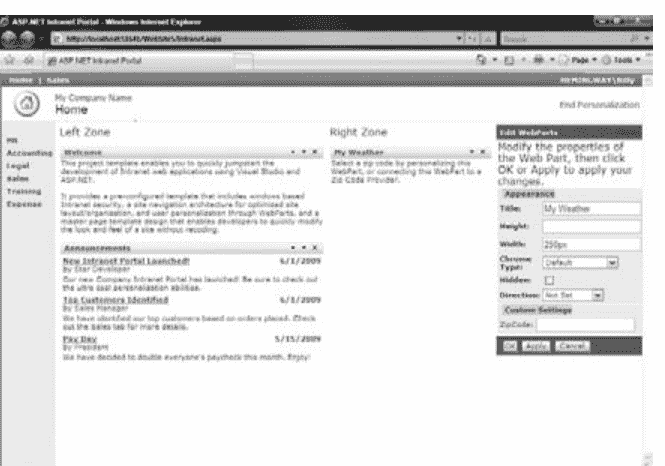 ASP.NET Intranet Portal - Windows Internet Explorer
ASP.NET Intranet Portal
Page
Tools
Home | Sales
My Company Name
Home
End Personalization
HR
Accounting
Legal
Sales
Training
Expense
Left Zone
Welcome
This project template enables you to quickly jumpstart the
development of Intranet web applications using Visual Studio and
ASP.NET.
It provides a preconfigured template that includes windows based
Intranet security, a site navigation architecture for optimized site
layout/organization, and user personalization through WebParts, and a
master page template design that enables developers to quickly modify
the look and feel of a site without recoding.
Announcements
New Intranet Portal Launched! 6/1/2009
by Star Developer
Our new Company Intranet Portal has launched! Be sure to check out
the ultra cool personalization abilities.
Top Customers Identified 6/1/2009
by Sales Manager
We have identified our top customers based on orders placed. Check
out the sales tab for more details.
Pay Day 5/15/2009
by President
We have decided to double everyone's paycheck this month. Enjoy!
Right Zone
My Weather
Select a zip code by personalizing this
WebPart, or connecting this WebPart to a
Zip Code Provider.
Edit WebParts
Modify the properties of
the Web Part, then click
OK or Apply to apply your
changes.
Appearance
Title: My Weather
Height:
Width: 250px
Chrome
Type: Default
Hidden:
Direction: Not Set
Custom Settings
ZipCode:
OK Apply Cancel